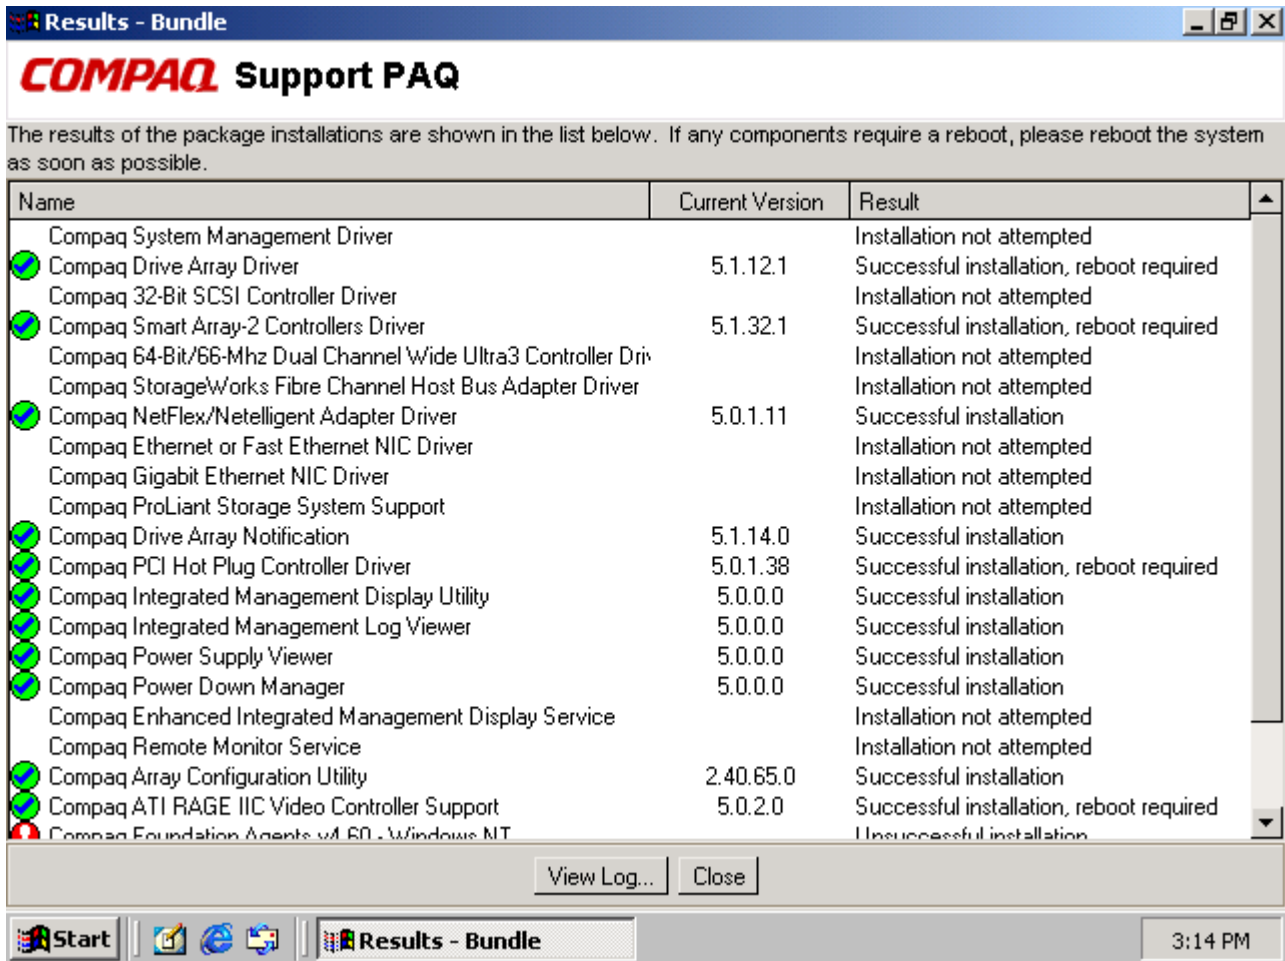 Results - Bundle
COMPAQ Support PAQ
The results of the package installations are shown in the list below. If any components require a reboot, please reboot the system
as soon as possible.
Name Current Version Result
Compaq System Management Driver Installation not attempted
Compaq Drive Array Driver 5.1.12.1 Successful installation, reboot required
Compaq 32-Bit SCSI Controller Driver Installation not attempted
Compaq Smart Array-2 Controllers Driver 5.1.32.1 Successful installation, reboot required
Compaq 64-Bit/66-Mhz Dual Channel Wide Ultra3 Controller Driv Installation not attempted
Compaq StorageWorks Fibre Channel Host Bus Adapter Driver Installation not attempted
Compaq NetFlex/Netelligent Adapter Driver 5.0.1.11 Successful installation
Compaq Ethernet or Fast Ethernet NIC Driver Installation not attempted
Compaq Gigabit Ethernet NIC Driver Installation not attempted
Compaq ProLiant Storage System Support Installation not attempted
Compaq Drive Array Notification 5.1.14.0 Successful installation
Compaq PCI Hot Plug Controller Driver 5.0.1.38 Successful installation, reboot required
Compaq Integrated Management Display Utility 5.0.0.0 Successful installation
Compaq Integrated Management Log Viewer 5.0.0.0 Successful installation
Compaq Power Supply Viewer 5.0.0.0 Successful installation
Compaq Power Down Manager 5.0.0.0 Successful installation
Compaq Enhanced Integrated Management Display Service Installation not attempted
Compaq Remote Monitor Service Installation not attempted
Compaq Array Configuration Utility 2.40.65.0 Successful installation
Compaq ATI RAGE IIC Video Controller Support 5.0.2.0 Successful installation, reboot required
Compaq Foundation Agents v4.60 - Windows NT Unsuccessful installation
View Log... Close
Start Results - Bundle 3:14 PM